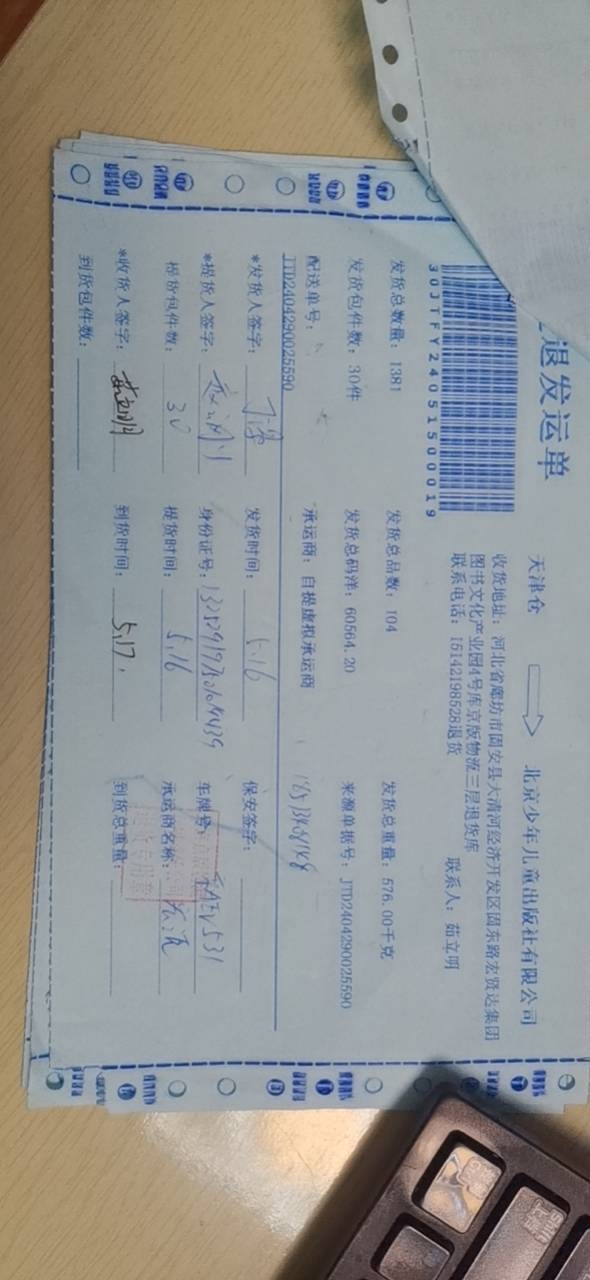 退发运单
30JTFY24051500019
天津仓
北京少年儿童出版社有限公司
收货地址：河北省廊坊市固安县大清河经济开发区固东路宏贤达集团
图书文化产业园4号库京版物流三层退货库
联系电话：15142198528退货 联系人：茹立明
发货总数量：1381 发货总品数：104 发货总重量：576.00千克
发货包件数：30件 发货总码洋：60564.20 来源单据号：JTD2404290025590
配送单号： 承运商：自提虚拟承运商
JTD2404290025590
*发货人签字： 发货时间：5.16 保安签字：
*提货人签字： 身份证号： 车牌号：
提货包件数：30 提货时间：5.16 承运商名称：
*收货人签字：茹立明 到货时间：5.17. 到货总重量：
到货包件数：